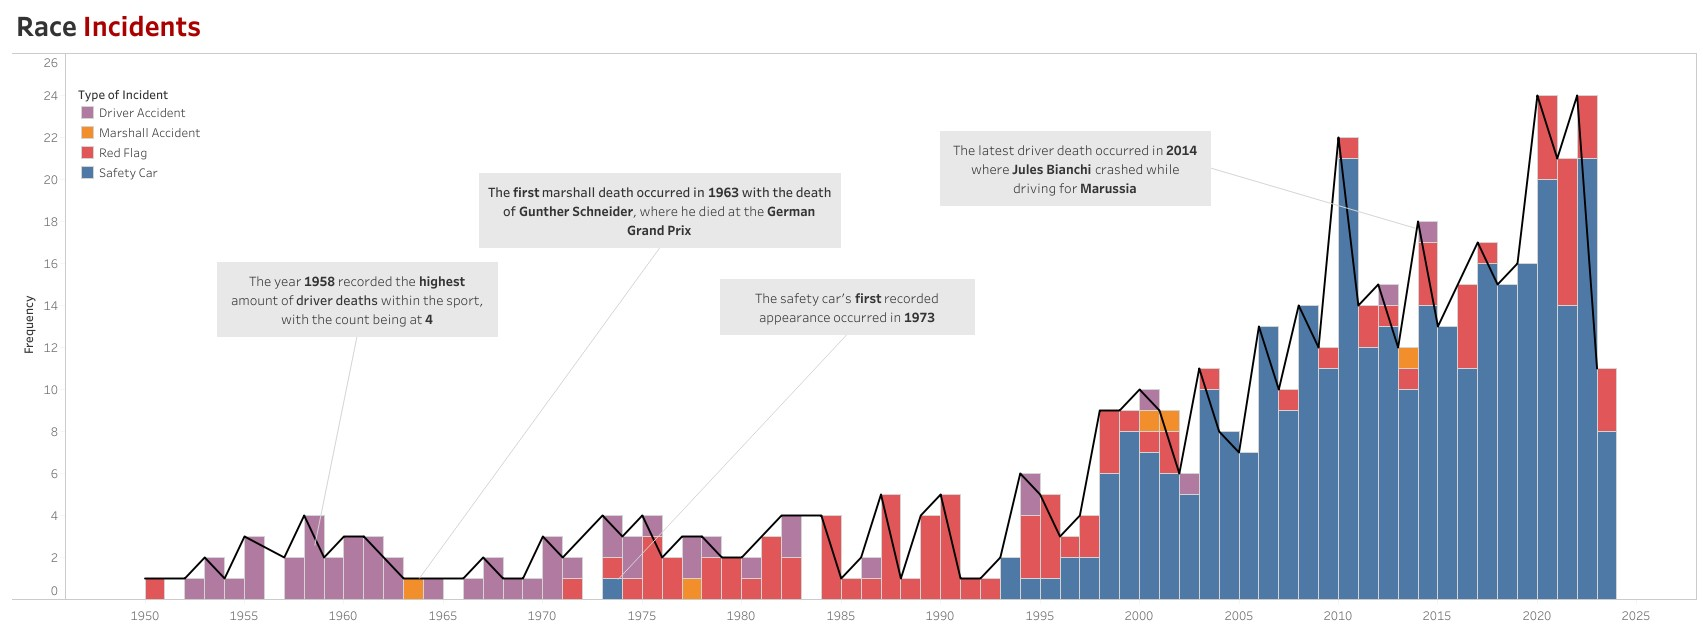 Race Incidents
26
24
22
20
18
16
14
12
10
8
6
4
2
0
Frequency
Type of Incident
Driver Accident
Marshall Accident
Red Flag
Safety Car
The year 1958 recorded the highest
amount of driver deaths within the sport,
with the count being at 4
The first marshall death occurred in 1963 with the death
of Gunther Schneider, where he died at the German
Grand Prix
The safety car's first recorded
appearance occurred in 1973
The latest driver death occurred in 2014
where Jules Bianchi crashed while
driving for Marussia
1950 1955 1960 1965 1970 1975 1980 1985 1990 1995 2000 2005 2010 2015 2020 2025